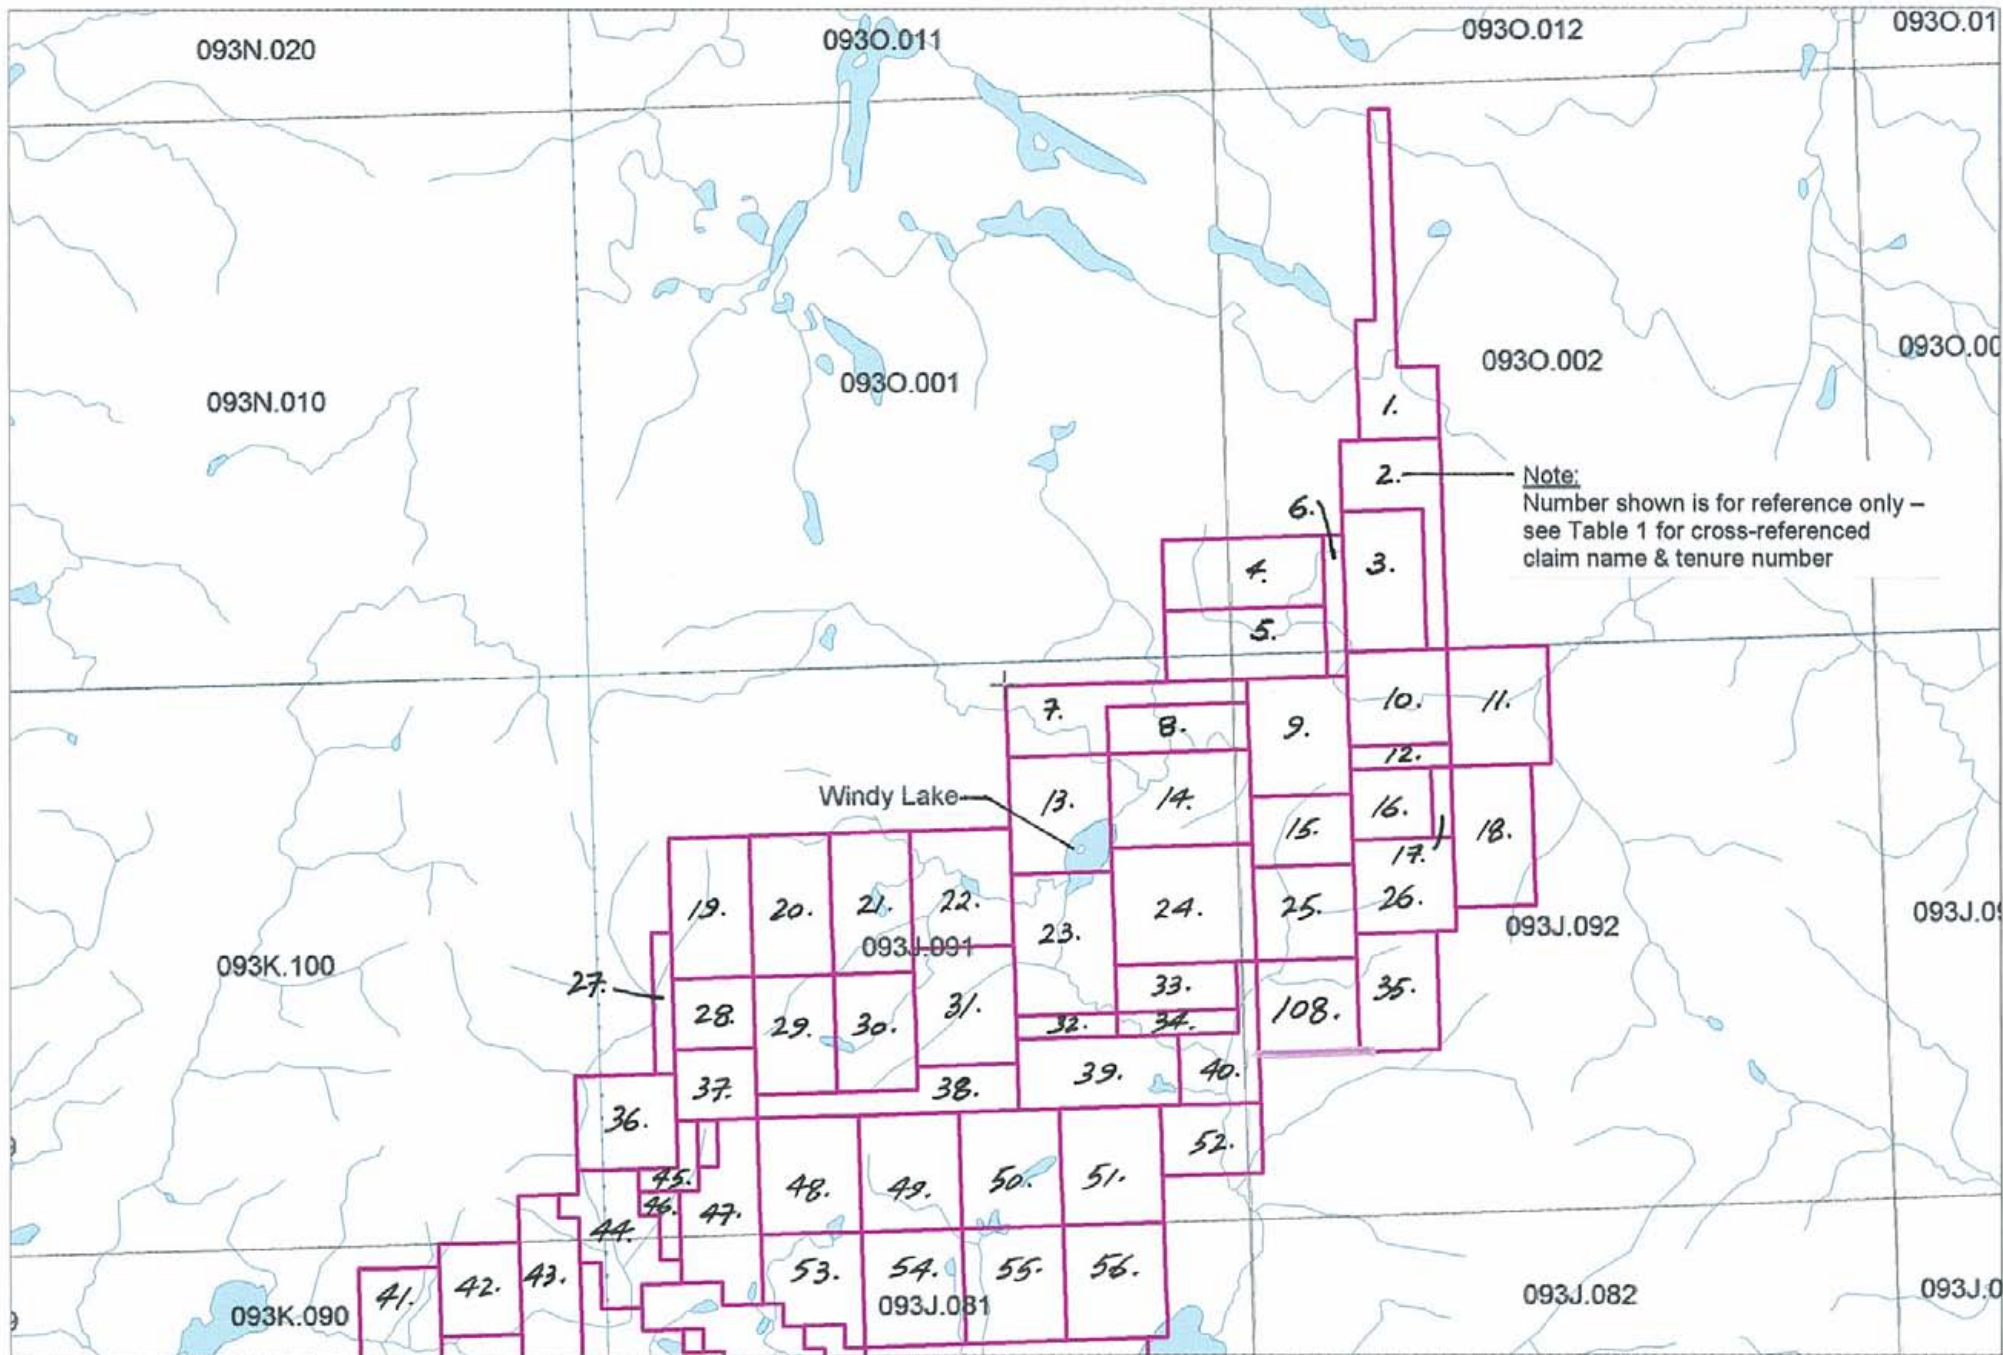 093N.020
093O.011
093O.012
093O.01
093N.010
093O.001
093O.002
093O.00
1.
2.
Note:
Number shown is for reference only –
see Table 1 for cross-referenced
claim name & tenure number
6.
3.
4.
5.
7.
8.
9.
10.
11.
12.
Windy Lake
13.
14.
15.
16.
17.
18.
19.
20.
21.
22.
23.
24.
25.
26.
093J.091
093J.092
093J.09
093K.100
27.
28.
29.
30.
31.
32.
33.
34.
108.
35.
36.
37.
38.
39.
40.
45.
46.
44.
47.
48.
49.
50.
51.
52.
41.
42.
43.
53.
54.
55.
56.
093K.090
093J.081
093J.082
093J.0